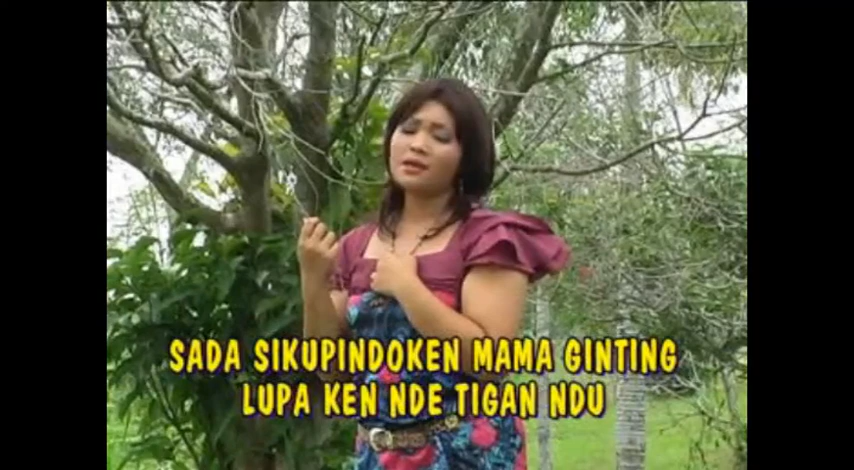 SADA SIKUPINDOKEN MAMA GINTING
LUPA KEN NDE TIGAN NDU